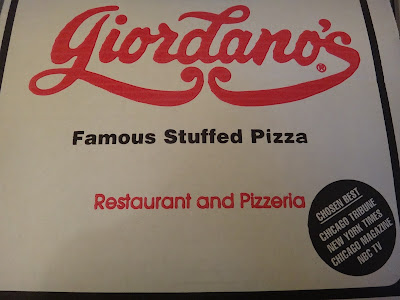 Giordano's®
Famous Stuffed Pizza
Restaurant and Pizzeria
CHOSEN BEST
CHICAGO TRIBUNE
NEW YORK TIMES
CHICAGO MAGAZINE
NBC TV